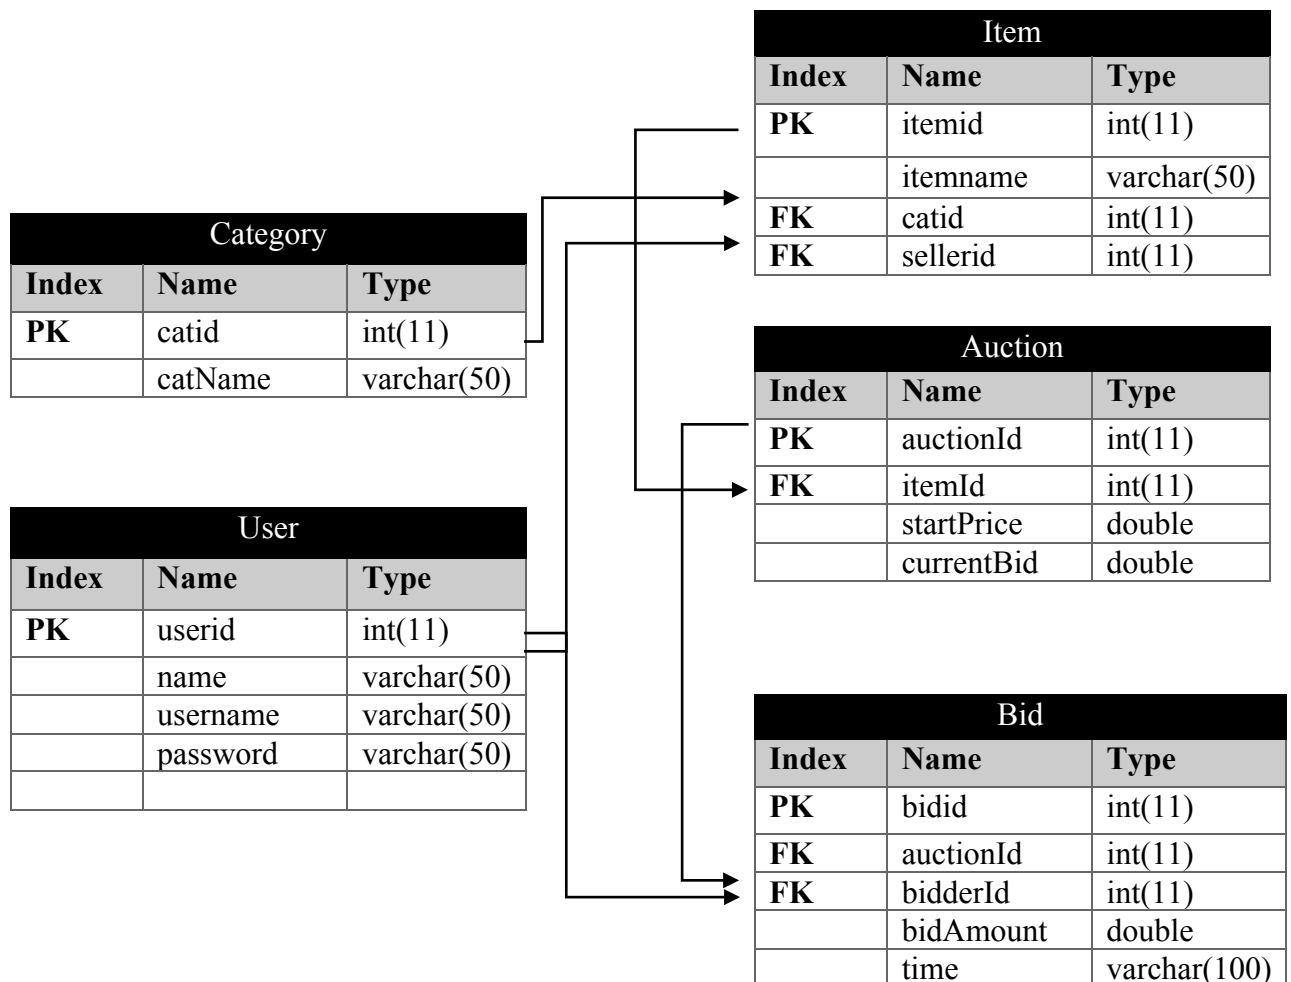 Item
Index Name Type
PK itemid int(11)
itemname varchar(50)
FK catid int(11)
FK sellerid int(11)
Category
Index Name Type
PK catid int(11)
catName varchar(50)
Auction
Index Name Type
PK auctionId int(11)
FK itemId int(11)
startPrice double
currentBid double
User
Index Name Type
PK userid int(11)
name varchar(50)
username varchar(50)
password varchar(50)
Bid
Index Name Type
PK bidid int(11)
FK auctionId int(11)
FK bidderId int(11)
bidAmount double
time varchar(100)